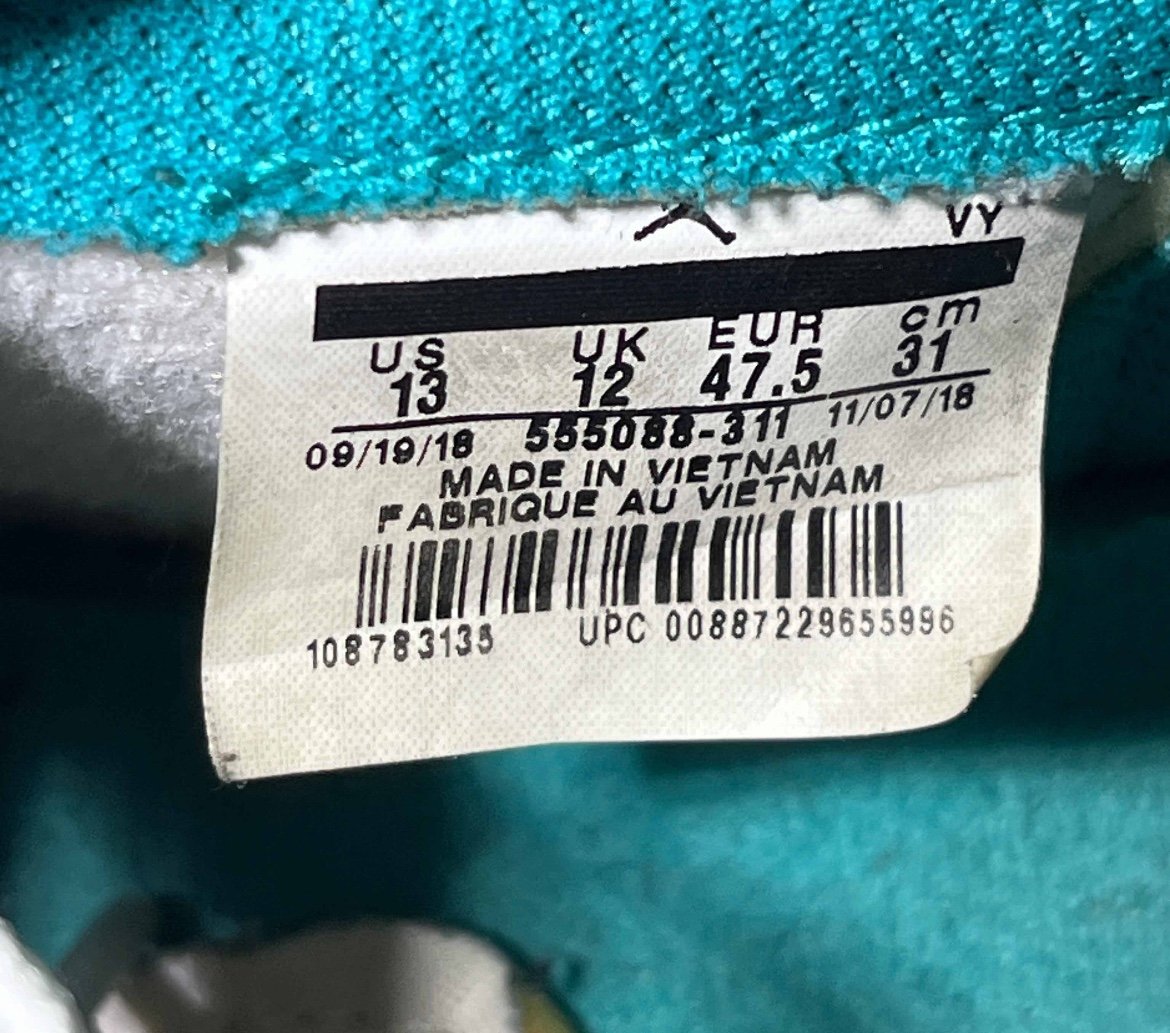 VY
US UK EUR cm
13 12 47.5 31
09/19/18 555088-311 11/07/18
MADE IN VIETNAM
FABRIQUE AU VIETNAM
108783135 UPC 00887229655996